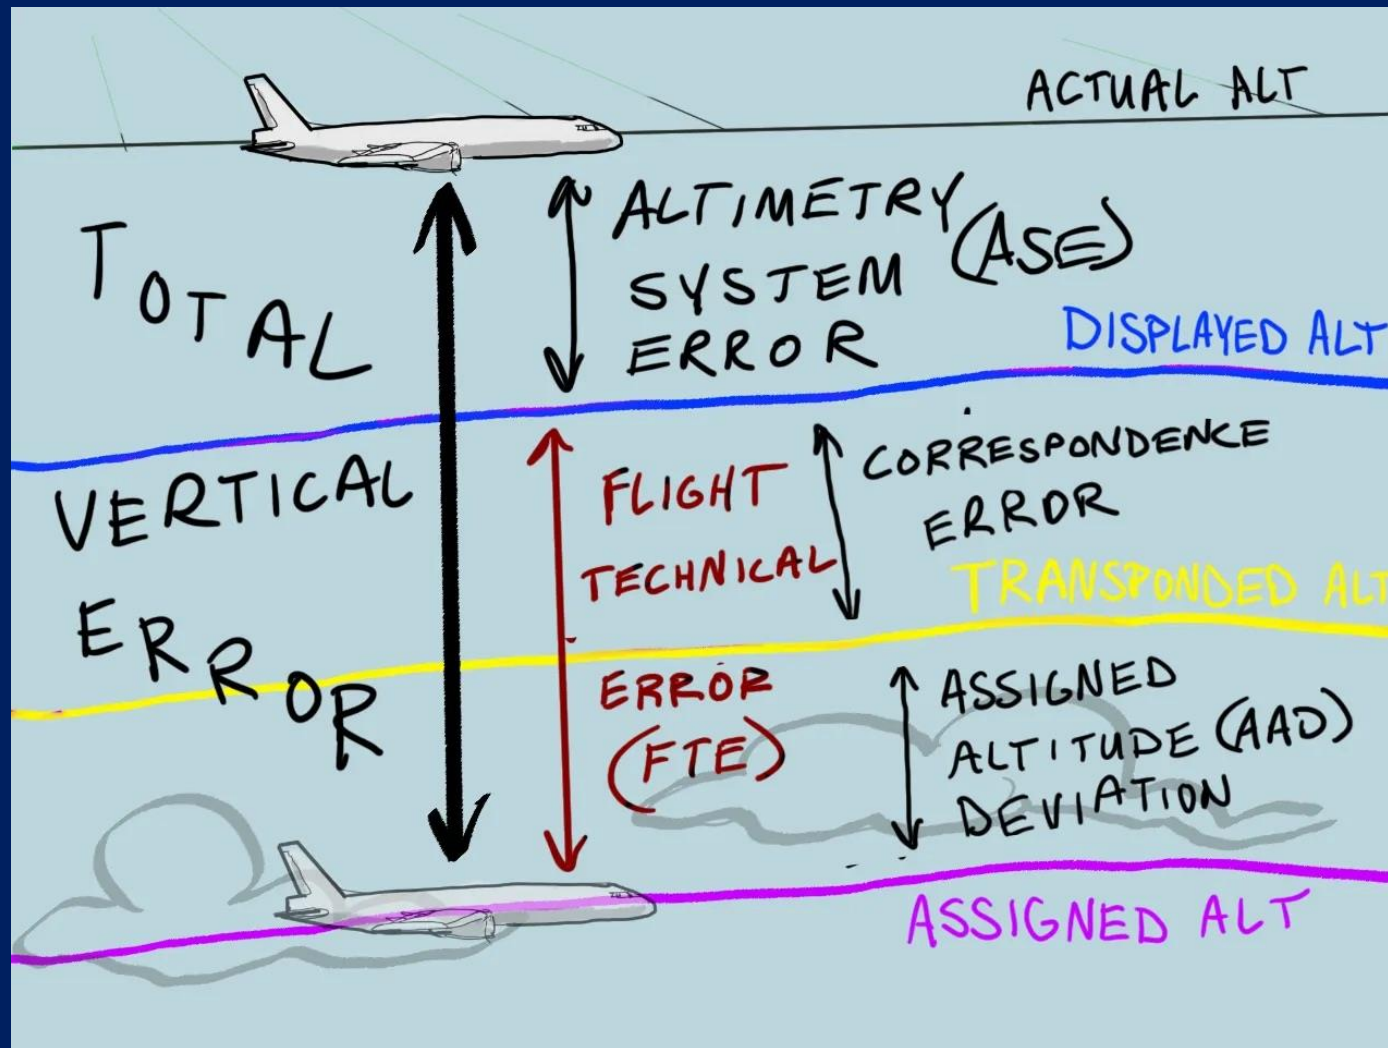 ACTUAL ALT
TOTAL
VERTICAL
ERROR
ALTIMETRY
SYSTEM (ASE)
ERROR
DISPLAYED ALT
FLIGHT
TECHNICAL
ERROR
(FTE)
CORRESPONDENCE
ERROR
TRANSPONDED ALT
ASSIGNED
ALTITUDE (AAD)
DEVIATION
ASSIGNED ALT